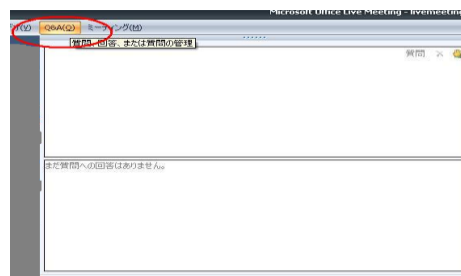 Microsoft Office Live Meeting - livemeeting
(V) Q&A(Q) ミーティング(M)
質問、回答、または質問の管理
質問
まだ質問への回答はありません。